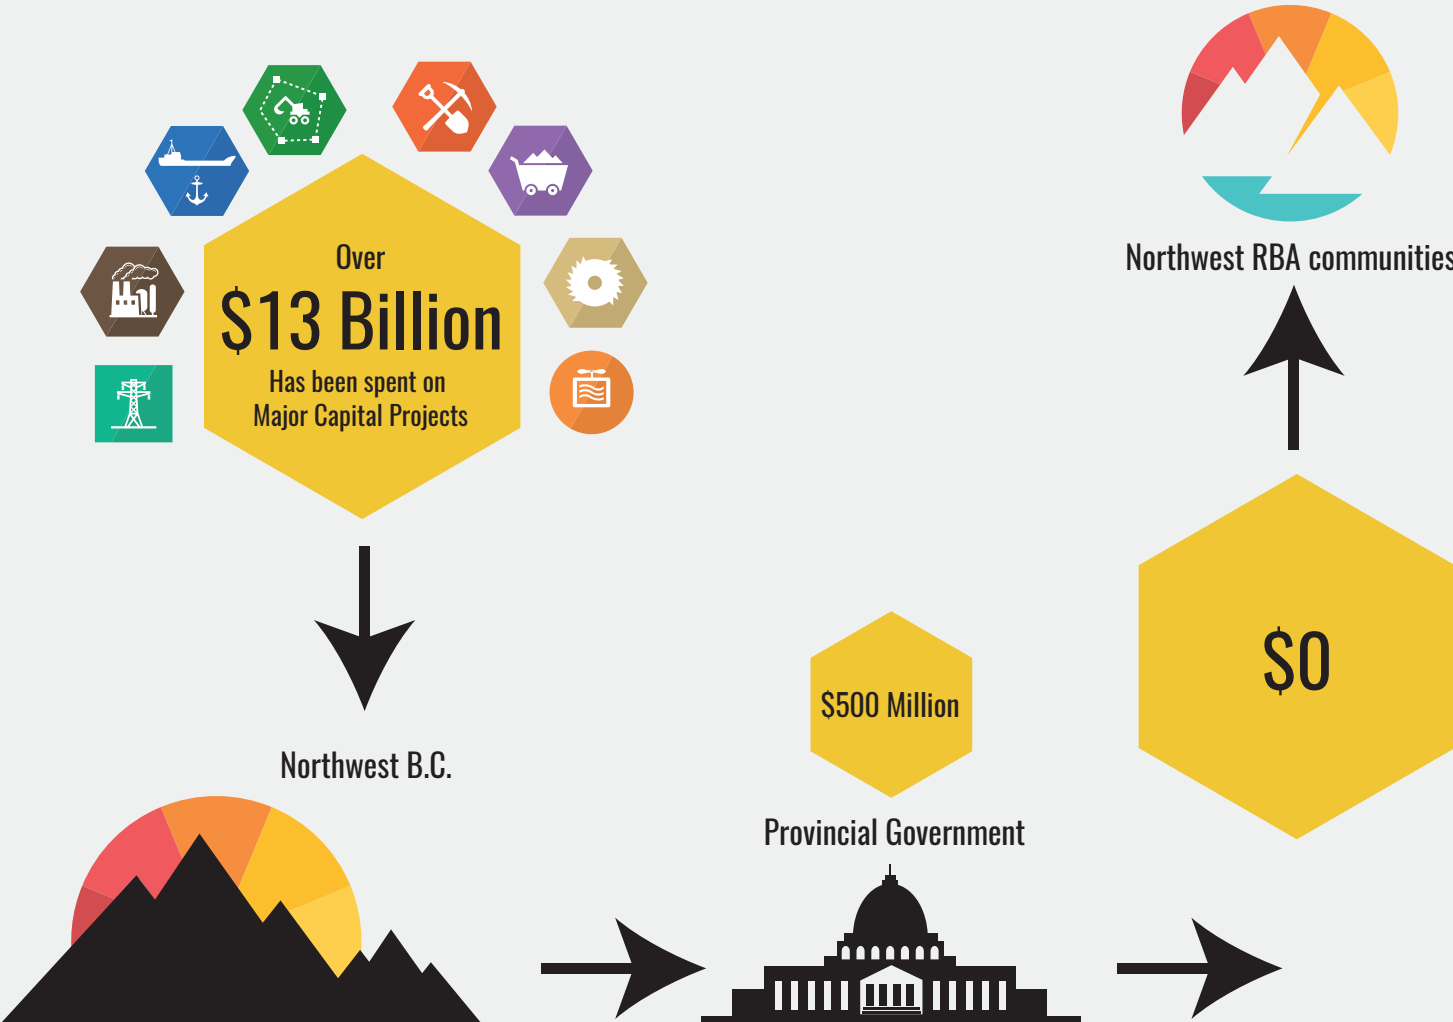 Over
$13 Billion
Has been spent on
Major Capital Projects
Northwest B.C.
$500 Million
Provincial Government
$0
Northwest RBA communities